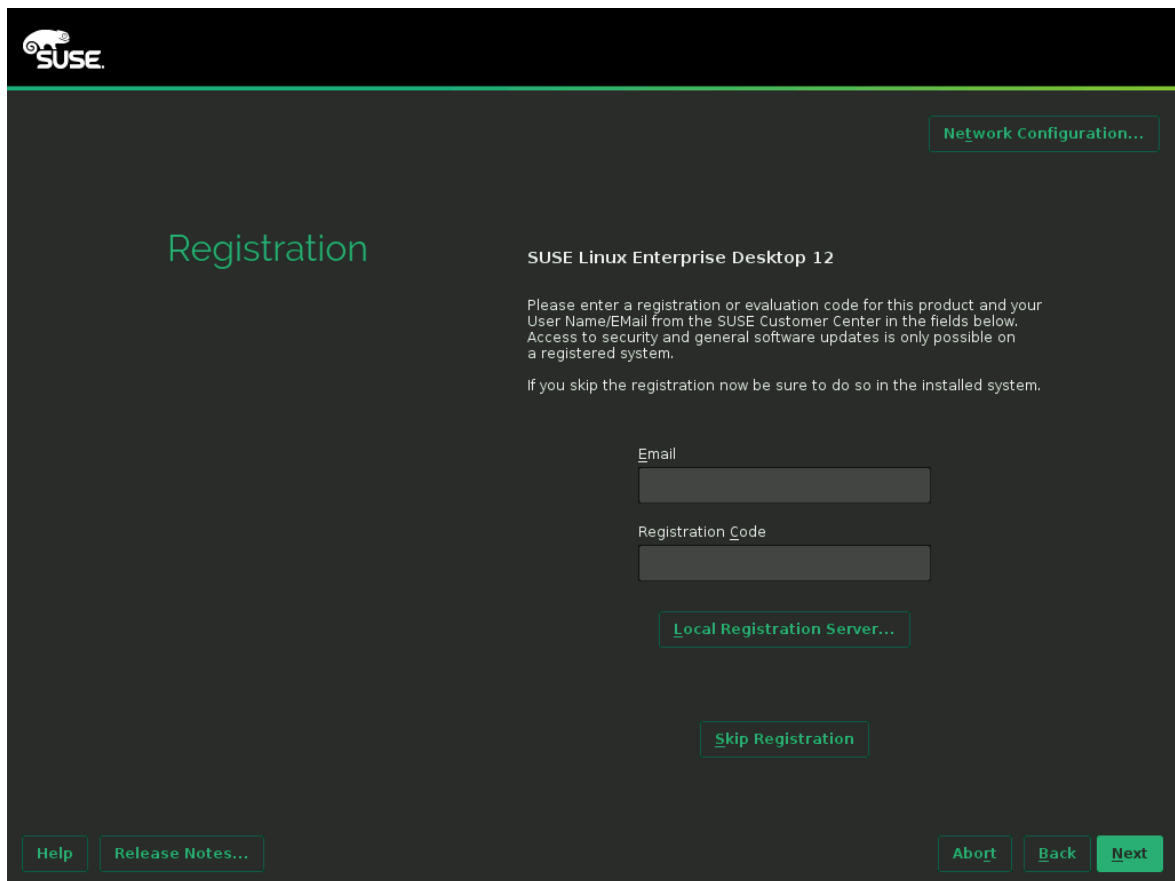 SUSE.
Network Configuration...
Registration
SUSE Linux Enterprise Desktop 12
Please enter a registration or evaluation code for this product and your
User Name/EMail from the SUSE Customer Center in the fields below.
Access to security and general software updates is only possible on
a registered system.
If you skip the registration now be sure to do so in the installed system.
Email
Registration Code
Local Registration Server...
Skip Registration
Help Release Notes... Abort Back Next